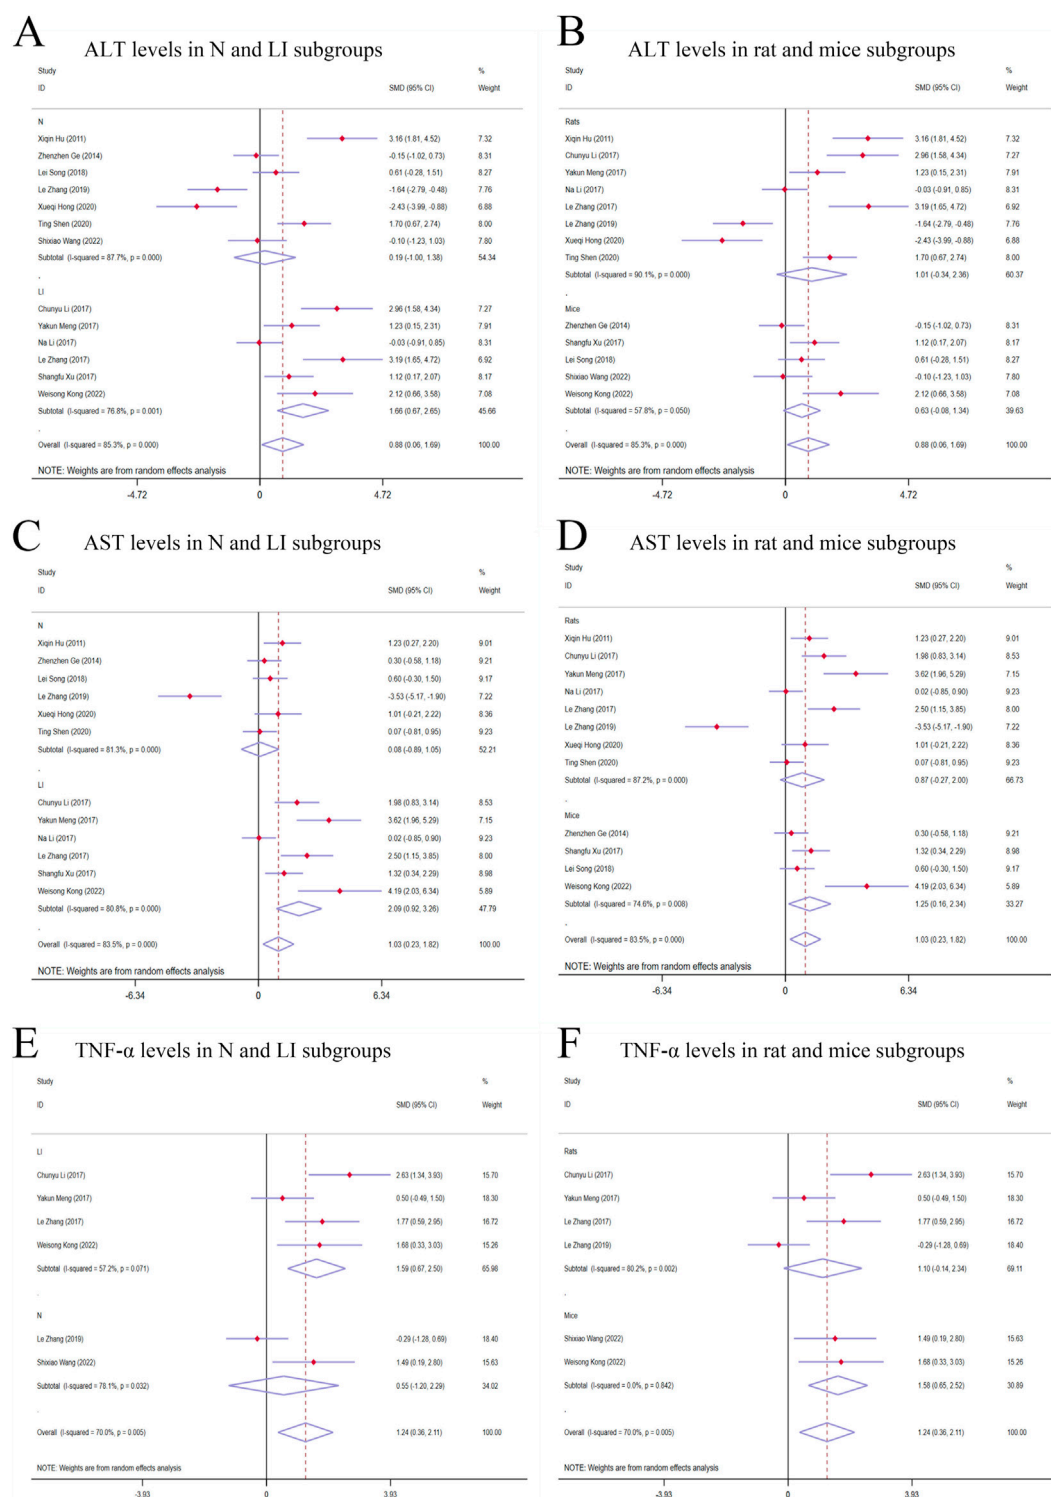 A
ALT levels in N and LI subgroups
Study %
ID SMD (95% CI) Weight
N
Xiqin Hu (2011) 3.16 (1.81, 4.52) 7.32
Zhenzhen Ge (2014) -0.15 (-1.02, 0.73) 8.31
Lei Song (2018) 0.61 (-0.28, 1.51) 8.27
Le Zhang (2019) -1.64 (-2.79, -0.48) 7.76
Xueqi Hong (2020) -2.43 (-3.99, -0.88) 6.88
Ting Shen (2020) 1.70 (0.67, 2.74) 8.00
Shixiao Wang (2022) -0.10 (-1.23, 1.03) 7.80
Subtotal (I-squared = 87.7%, p = 0.000) 0.19 (-1.00, 1.38) 54.34
.
LI
Chunyu Li (2017) 2.96 (1.58, 4.34) 7.27
Yakun Meng (2017) 1.23 (0.15, 2.31) 7.91
Na Li (2017) -0.03 (-0.91, 0.85) 8.31
Le Zhang (2017) 3.19 (1.65, 4.72) 6.92
Shangfu Xu (2017) 1.12 (0.17, 2.07) 8.17
Weisong Kong (2022) 2.12 (0.66, 3.58) 7.08
Subtotal (I-squared = 76.8%, p = 0.001) 1.66 (0.67, 2.65) 45.66
.
Overall (I-squared = 85.3%, p = 0.000) 0.88 (0.06, 1.69) 100.00
NOTE: Weights are from random effects analysis
-4.72 0 4.72
B
ALT levels in rat and mice subgroups
Study %
ID SMD (95% CI) Weight
Rats
Xiqin Hu (2011) 3.16 (1.81, 4.52) 7.32
Chunyu Li (2017) 2.96 (1.58, 4.34) 7.27
Yakun Meng (2017) 1.23 (0.15, 2.31) 7.91
Na Li (2017) -0.03 (-0.91, 0.85) 8.31
Le Zhang (2017) 3.19 (1.65, 4.72) 6.92
Le Zhang (2019) -1.64 (-2.79, -0.48) 7.76
Xueqi Hong (2020) -2.43 (-3.99, -0.88) 6.88
Ting Shen (2020) 1.70 (0.67, 2.74) 8.00
Subtotal (I-squared = 90.1%, p = 0.000) 1.01 (-0.34, 2.36) 60.37
.
Mice
Zhenzhen Ge (2014) -0.15 (-1.02, 0.73) 8.31
Shangfu Xu (2017) 1.12 (0.17, 2.07) 8.17
Lei Song (2018) 0.61 (-0.28, 1.51) 8.27
Shixiao Wang (2022) -0.10 (-1.23, 1.03) 7.80
Weisong Kong (2022) 2.12 (0.66, 3.58) 7.08
Subtotal (I-squared = 57.8%, p = 0.050) 0.63 (-0.08, 1.34) 39.63
.
Overall (I-squared = 85.3%, p = 0.000) 0.88 (0.06, 1.69) 100.00
NOTE: Weights are from random effects analysis
-4.72 0 4.72
C
AST levels in N and LI subgroups
Study %
ID SMD (95% CI) Weight
N
Xiqin Hu (2011) 1.23 (0.27, 2.20) 9.01
Zhenzhen Ge (2014) 0.30 (-0.58, 1.18) 9.21
Lei Song (2018) 0.60 (-0.30, 1.50) 9.17
Le Zhang (2019) -3.53 (-5.17, -1.90) 7.22
Xueqi Hong (2020) 1.01 (-0.21, 2.22) 8.36
Ting Shen (2020) 0.07 (-0.81, 0.95) 9.23
Subtotal (I-squared = 81.3%, p = 0.000) 0.08 (-0.89, 1.05) 52.21
.
LI
Chunyu Li (2017) 1.98 (0.83, 3.14) 8.53
Yakun Meng (2017) 3.62 (1.96, 5.29) 7.15
Na Li (2017) 0.02 (-0.85, 0.90) 9.23
Le Zhang (2017) 2.50 (1.15, 3.85) 8.00
Shangfu Xu (2017) 1.32 (0.34, 2.29) 8.98
Weisong Kong (2022) 4.19 (2.03, 6.34) 5.89
Subtotal (I-squared = 80.8%, p = 0.000) 2.09 (0.92, 3.26) 47.79
.
Overall (I-squared = 83.5%, p = 0.000) 1.03 (0.23, 1.82) 100.00
NOTE: Weights are from random effects analysis
-6.34 0 6.34
D
AST levels in rat and mice subgroups
Study %
ID SMD (95% CI) Weight
Rats
Xiqin Hu (2011) 1.23 (0.27, 2.20) 9.01
Chunyu Li (2017) 1.98 (0.83, 3.14) 8.53
Yakun Meng (2017) 3.62 (1.96, 5.29) 7.15
Na Li (2017) 0.02 (-0.85, 0.90) 9.23
Le Zhang (2017) 2.50 (1.15, 3.85) 8.00
Le Zhang (2019) -3.53 (-5.17, -1.90) 7.22
Xueqi Hong (2020) 1.01 (-0.21, 2.22) 8.36
Ting Shen (2020) 0.07 (-0.81, 0.95) 9.23
Subtotal (I-squared = 87.2%, p = 0.000) 0.87 (-0.27, 2.00) 66.73
.
Mice
Zhenzhen Ge (2014) 0.30 (-0.58, 1.18) 9.21
Shangfu Xu (2017) 1.32 (0.34, 2.29) 8.98
Lei Song (2018) 0.60 (-0.30, 1.50) 9.17
Weisong Kong (2022) 4.19 (2.03, 6.34) 5.89
Subtotal (I-squared = 74.6%, p = 0.008) 1.25 (0.16, 2.34) 33.27
.
Overall (I-squared = 83.5%, p = 0.000) 1.03 (0.23, 1.82) 100.00
NOTE: Weights are from random effects analysis
-6.34 0 6.34
E
TNF-α levels in N and LI subgroups
Study %
ID SMD (95% CI) Weight
LI
Chunyu Li (2017) 2.63 (1.34, 3.93) 15.70
Yakun Meng (2017) 0.50 (-0.49, 1.50) 18.30
Le Zhang (2017) 1.77 (0.59, 2.95) 16.72
Weisong Kong (2022) 1.68 (0.33, 3.03) 15.26
Subtotal (I-squared = 57.2%, p = 0.071) 1.59 (0.67, 2.50) 65.98
.
N
Le Zhang (2019) -0.29 (-1.28, 0.69) 18.40
Shixiao Wang (2022) 1.49 (0.19, 2.80) 15.63
Subtotal (I-squared = 78.1%, p = 0.032) 0.55 (-1.20, 2.29) 34.02
.
Overall (I-squared = 70.0%, p = 0.005) 1.24 (0.36, 2.11) 100.00
NOTE: Weights are from random effects analysis
-3.93 0 3.93
F
TNF-α levels in rat and mice subgroups
Study %
ID SMD (95% CI) Weight
Rats
Chunyu Li (2017) 2.63 (1.34, 3.93) 15.70
Yakun Meng (2017) 0.50 (-0.49, 1.50) 18.30
Le Zhang (2017) 1.77 (0.59, 2.95) 16.72
Le Zhang (2019) -0.29 (-1.28, 0.69) 18.40
Subtotal (I-squared = 80.2%, p = 0.002) 1.10 (-0.14, 2.34) 69.11
.
Mice
Shixiao Wang (2022) 1.49 (0.19, 2.80) 15.63
Weisong Kong (2022) 1.68 (0.33, 3.03) 15.26
Subtotal (I-squared = 0.0%, p = 0.842) 1.58 (0.65, 2.52) 30.89
.
Overall (I-squared = 70.0%, p = 0.005) 1.24 (0.36, 2.11) 100.00
NOTE: Weights are from random effects analysis
-3.93 0 3.93